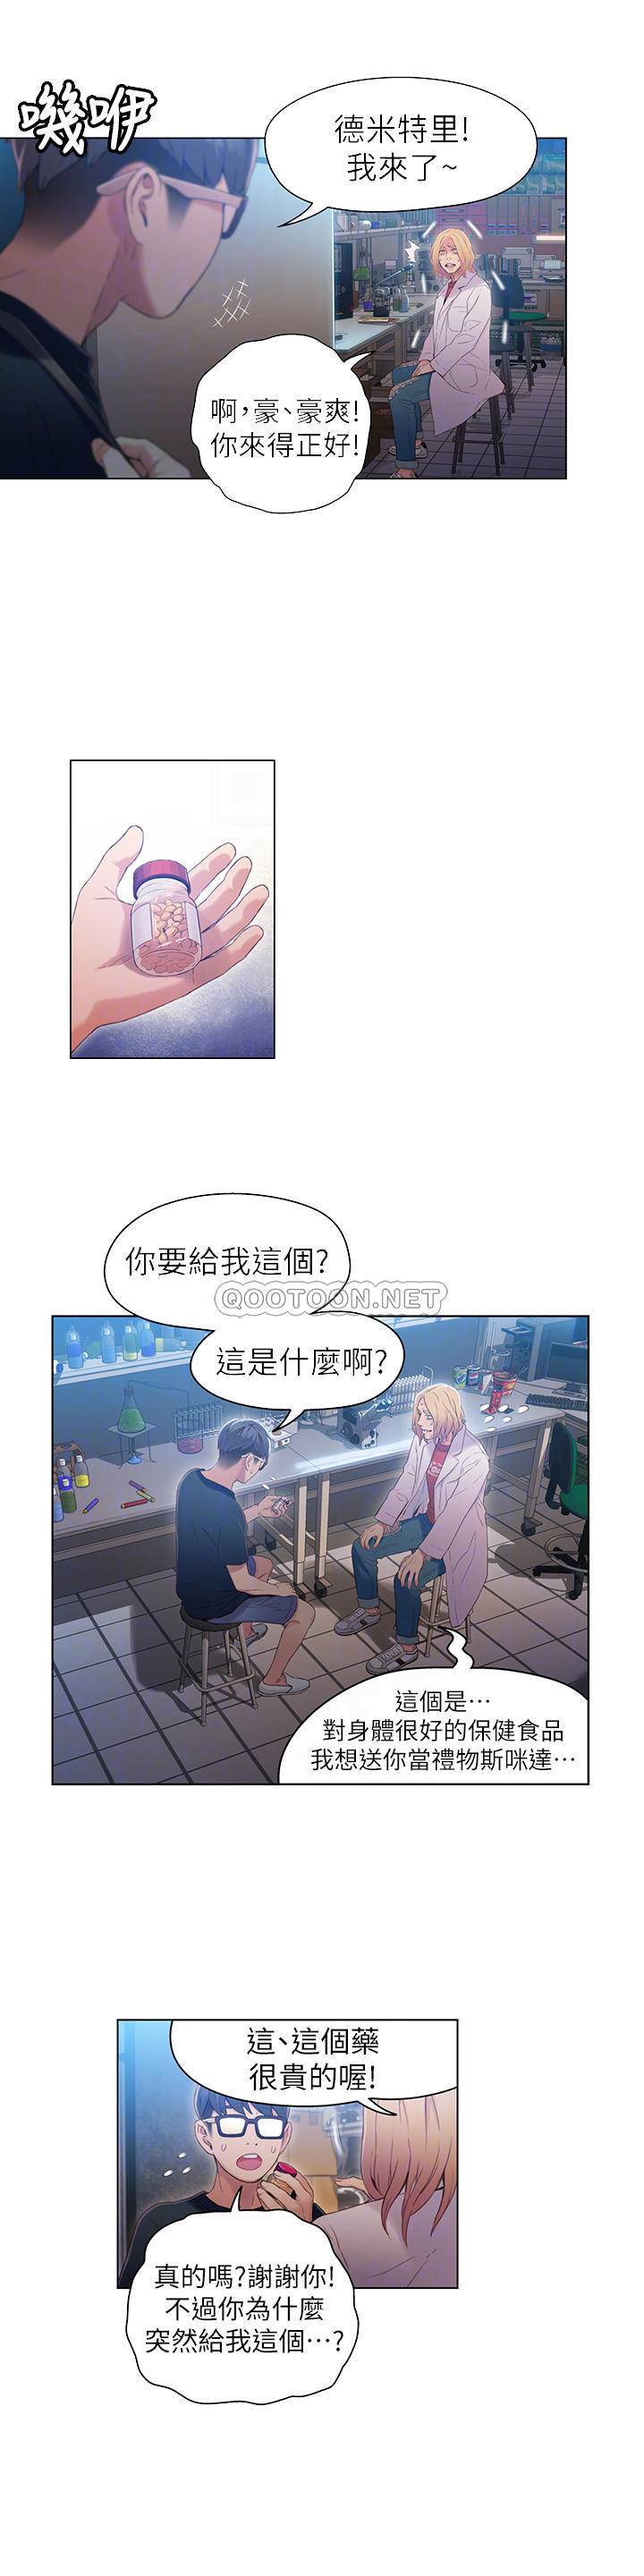 嘰咿
德米特里!
我來了~
啊，豪、豪爽!
你來得正好!
你要給我這個?
QOOTOON.NET
這是什麼啊?
這個是…
對身體很好的保健食品
我想送你當禮物斯咪達…
這、這個藥
很貴的喔!
真的嗎?謝謝你!
不過你為什麼
突然給我這個…?